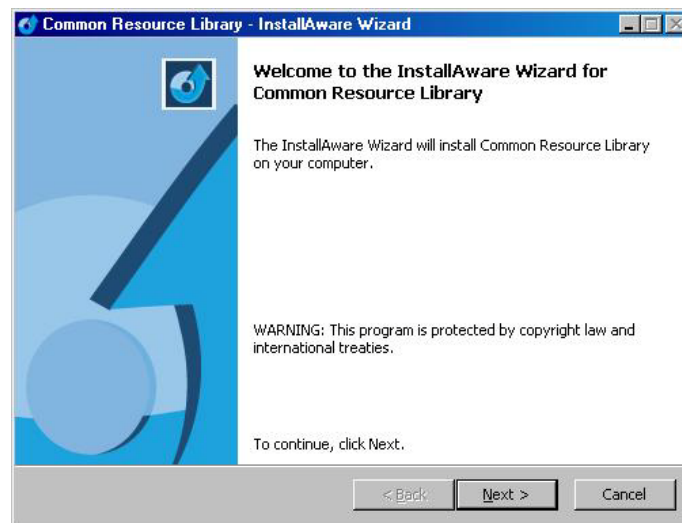 Common Resource Library - InstallAware Wizard
Welcome to the InstallAware Wizard for
Common Resource Library
The InstallAware Wizard will install Common Resource Library
on your computer.
WARNING: This program is protected by copyright law and
international treaties.
To continue, click Next.
< Back
Next >
Cancel